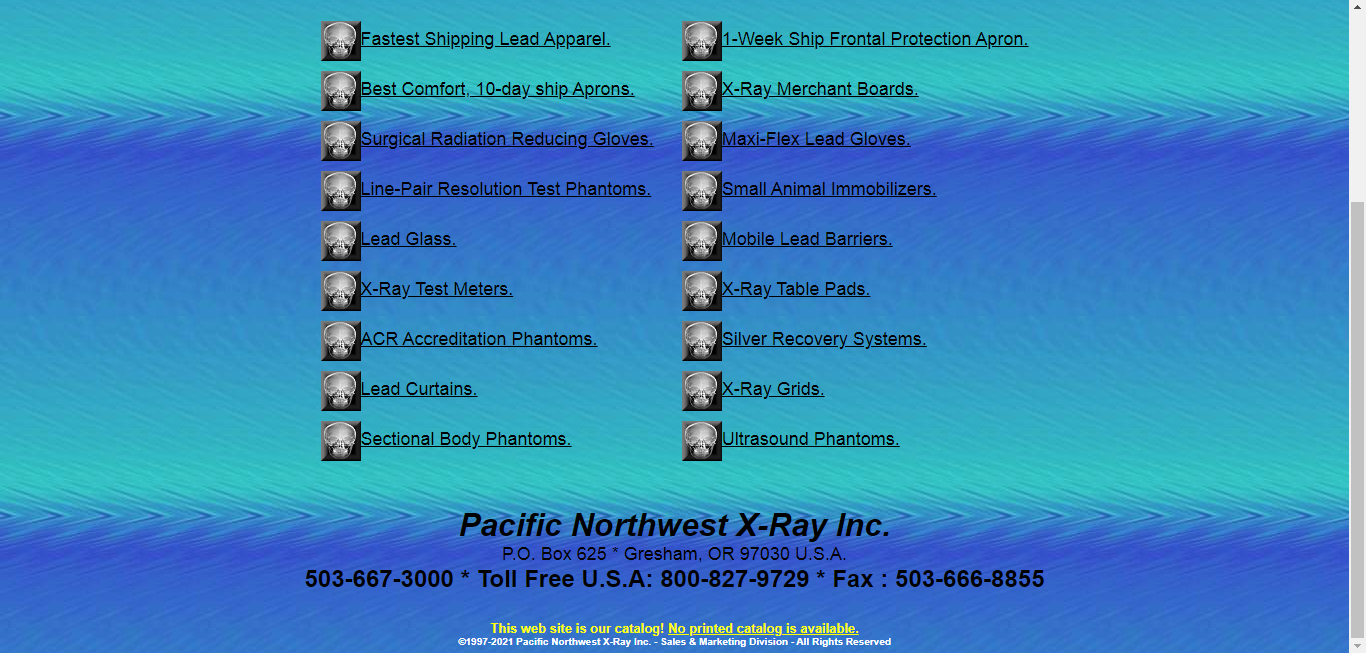 Fastest Shipping Lead Apparel.
1-Week Ship Frontal Protection Apron.
Best Comfort, 10-day ship Aprons.
X-Ray Merchant Boards.
Surgical Radiation Reducing Gloves.
Maxi-Flex Lead Gloves.
Line-Pair Resolution Test Phantoms.
Small Animal Immobilizers.
Lead Glass.
Mobile Lead Barriers.
X-Ray Test Meters.
X-Ray Table Pads.
ACR Accreditation Phantoms.
Silver Recovery Systems.
Lead Curtains.
X-Ray Grids.
Sectional Body Phantoms.
Ultrasound Phantoms.
Pacific Northwest X-Ray Inc.
P.O. Box 625 * Gresham, OR 97030 U.S.A.
503-667-3000 * Toll Free U.S.A: 800-827-9729 * Fax : 503-666-8855
This web site is our catalog! No printed catalog is available.
©1997-2021 Pacific Northwest X-Ray Inc. - Sales & Marketing Division - All Rights Reserved